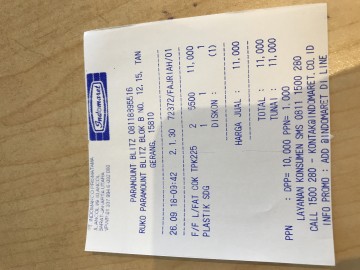 Indomaret
PARAMOUNT BLITZ 08118895516
RUKO PARAMOUNT BLITZ BLOK B NO. 12,15, TAN
GERANG, 15810
26.09.18-09:42 2.1.30 72372/FAJRIAH/01
F/F L/FAT COK TPK225 2 5500 11,000
PLASTIK SDG 1 1 1
DISKON : (1)
HARGA JUAL : 11,000
TOTAL : 11,000
TUNAI : 11,000
PPN : DPP= 10,000 PPN= 1,000
LAYANAN KONSUMEN SMS 0811 1500 280
CALL 1500 280 - KONTAK@INDOMARET.CO.ID
INFO PROMO : ADD @INDOMARET DI LINE